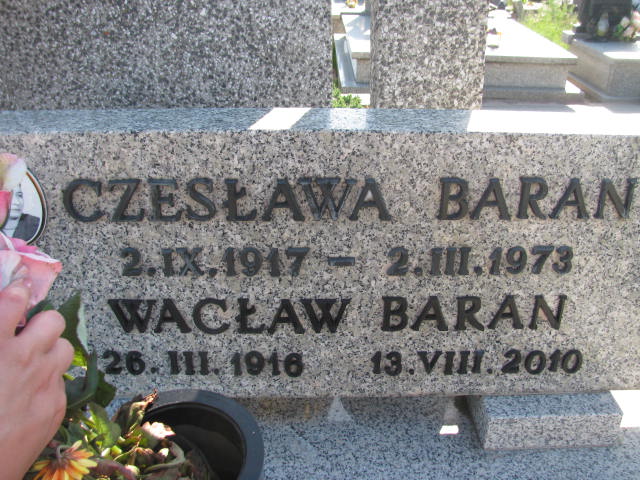 CZESŁAWA BARAN
2.IX.1917 – 2.III.1973
WACŁAW BARAN
26.III.1916 13.VIII.2010